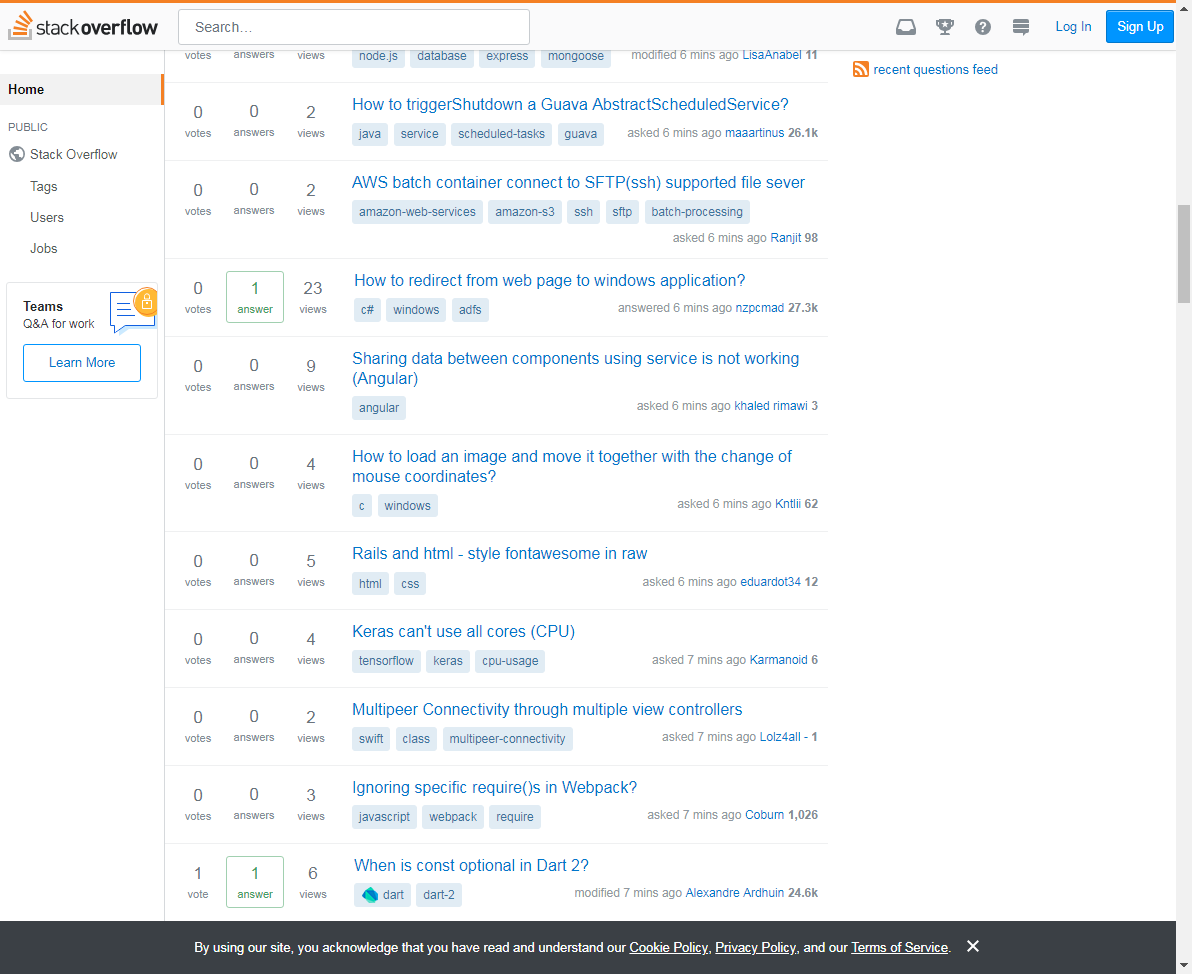 stackoverflow
Search…
Log In
Sign Up
Home
PUBLIC
Stack Overflow
Tags
Users
Jobs
Teams
Q&A for work
Learn More
votes answers views
node.js database express mongoose
modified 6 mins ago LisaAnabel 11
0 votes 0 answers 2 views
How to triggerShutdown a Guava AbstractScheduledService?
java service scheduled-tasks guava
asked 6 mins ago maaartinus 26.1k
0 votes 0 answers 2 views
AWS batch container connect to SFTP(ssh) supported file sever
amazon-web-services amazon-s3 ssh sftp batch-processing
asked 6 mins ago Ranjit 98
0 votes 1 answer 23 views
How to redirect from web page to windows application?
c# windows adfs
answered 6 mins ago nzpcmad 27.3k
0 votes 0 answers 9 views
Sharing data between components using service is not working
(Angular)
angular
asked 6 mins ago khaled rimawi 3
0 votes 0 answers 4 views
How to load an image and move it together with the change of
mouse coordinates?
c windows
asked 6 mins ago Kntlii 62
0 votes 0 answers 5 views
Rails and html - style fontawesome in raw
html css
asked 6 mins ago eduardot34 12
0 votes 0 answers 4 views
Keras can't use all cores (CPU)
tensorflow keras cpu-usage
asked 7 mins ago Karmanoid 6
0 votes 0 answers 2 views
Multipeer Connectivity through multiple view controllers
swift class multipeer-connectivity
asked 7 mins ago Lolz4all - 1
0 votes 0 answers 3 views
Ignoring specific require()s in Webpack?
javascript webpack require
asked 7 mins ago Coburn 1,026
1 vote 1 answer 6 views
When is const optional in Dart 2?
dart dart-2
modified 7 mins ago Alexandre Ardhuin 24.6k
recent questions feed
By using our site, you acknowledge that you have read and understand our Cookie Policy, Privacy Policy, and our Terms of Service.